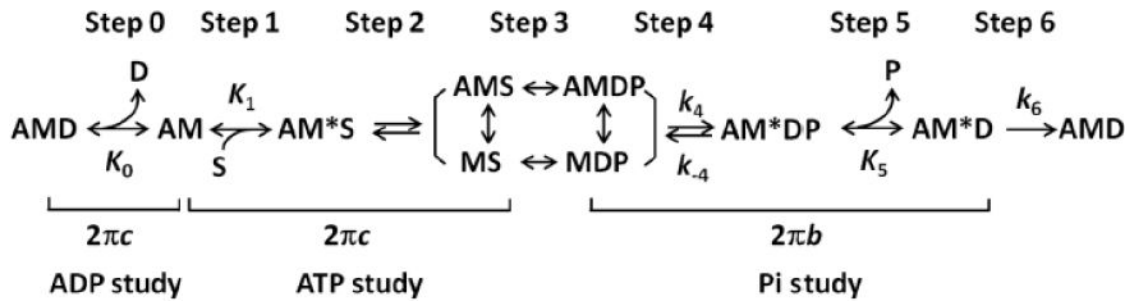 Step 0 Step 1 Step 2 Step 3 Step 4 Step 5 Step 6
D P
K₁ AMS ↔ AMDP k₄ k₆
AMD ↔ AM ↔ AM*S ⇌ ⇌ AM*DP ↔ AM*D → AMD
K₀ S MS ↔ MDP k₋₄ K₅
2πc 2πc 2πb
ADP study ATP study Pi study